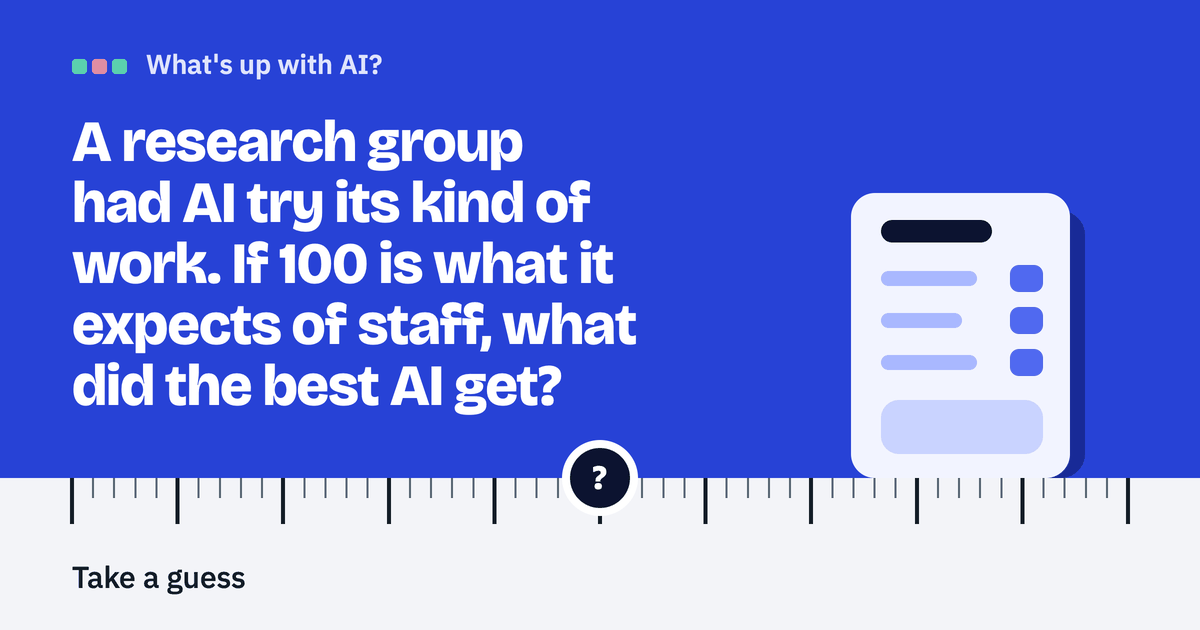 What's up with AI?
A research group
had AI try its kind of
work. If 100 is what it
expects of staff, what
did the best AI get?
?
Take a guess